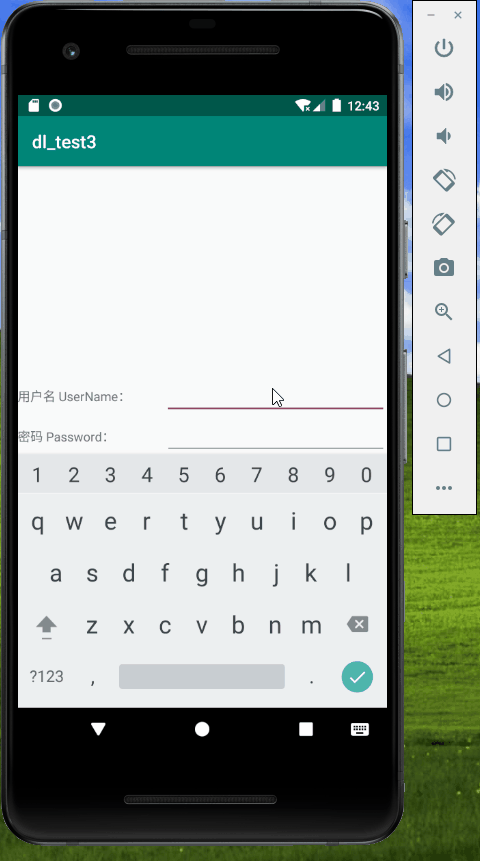 12:43
dl_test3
用户名 UserName：
密码 Password：
1 2 3 4 5 6 7 8 9 0
q w e r t y u i o p
a s d f g h j k l
z x c v b n m
?123 , .